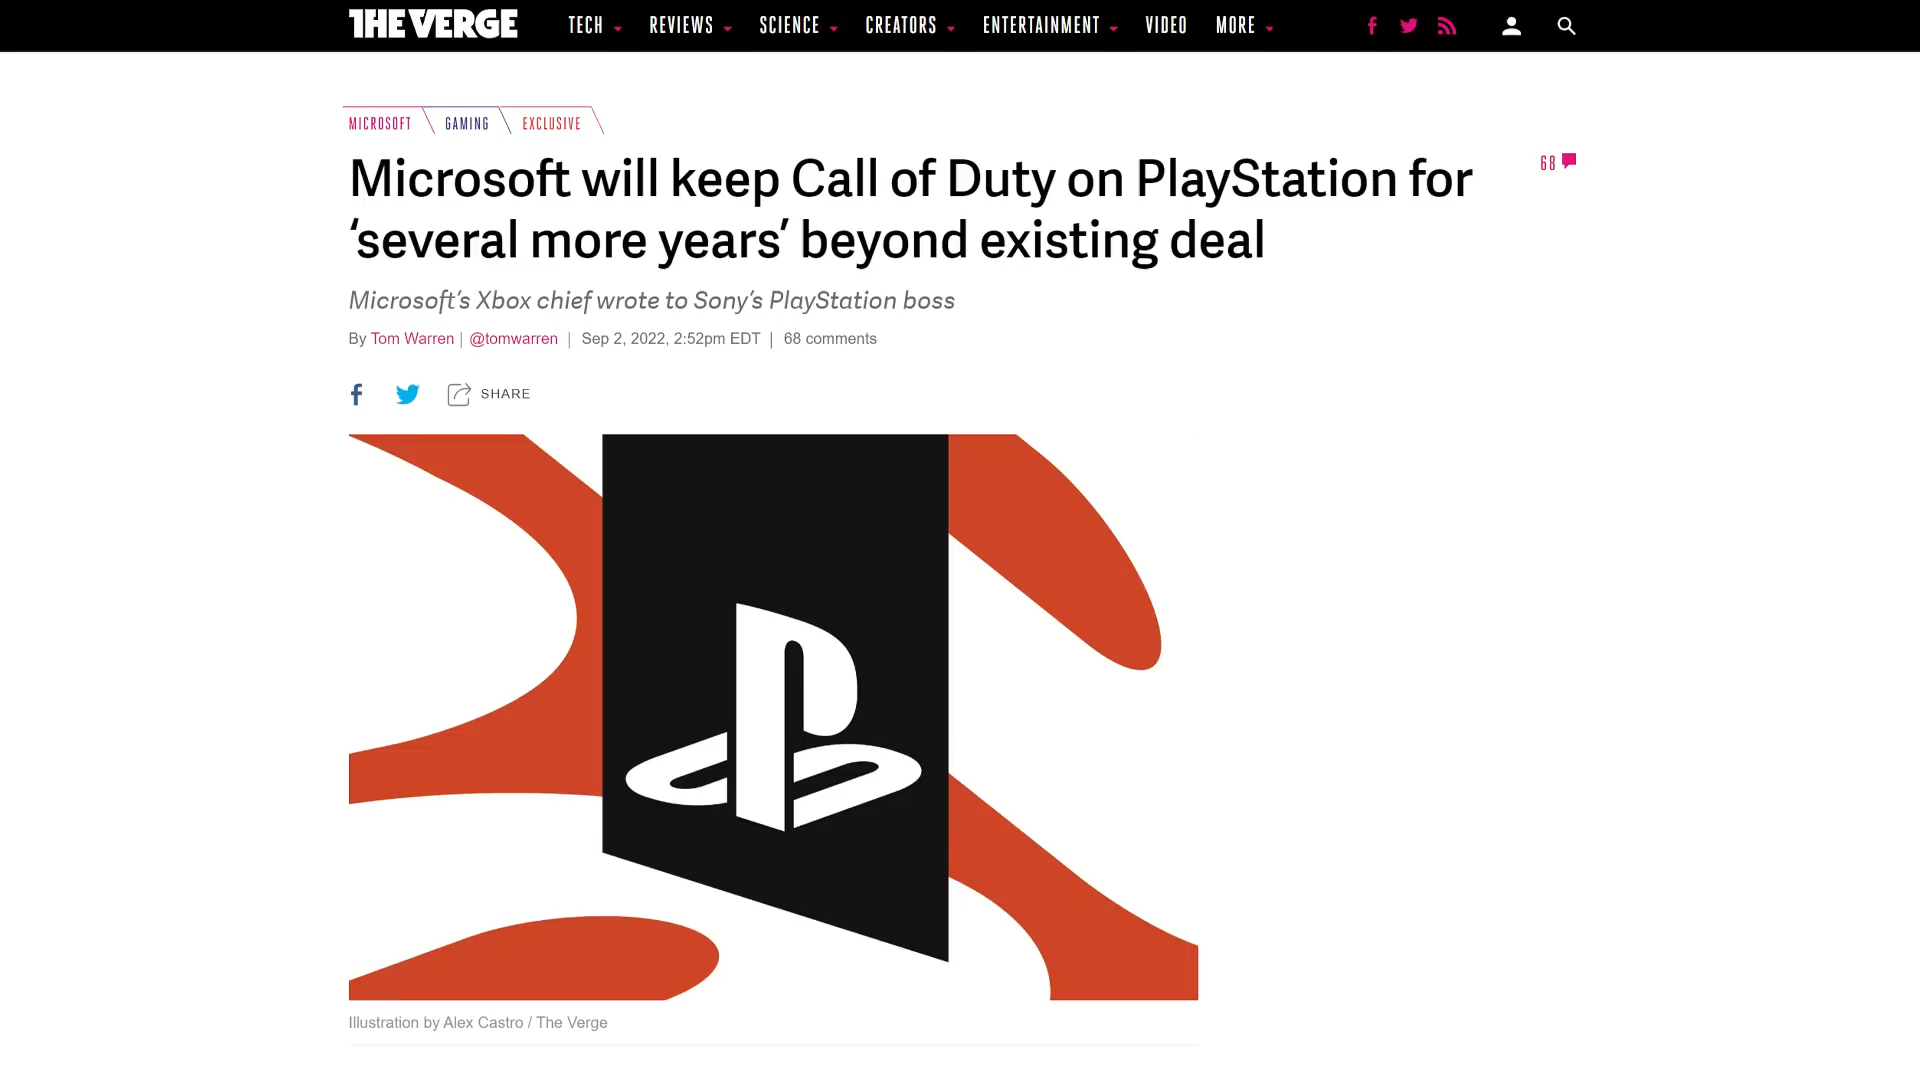 THE VERGE TECH REVIEWS SCIENCE CREATORS ENTERTAINMENT VIDEO MORE
MICROSOFT GAMING EXCLUSIVE
Microsoft will keep Call of Duty on PlayStation for
‘several more years’ beyond existing deal
68
Microsoft’s Xbox chief wrote to Sony’s PlayStation boss
By Tom Warren | @tomwarren | Sep 2, 2022, 2:52pm EDT | 68 comments
SHARE
Illustration by Alex Castro / The Verge